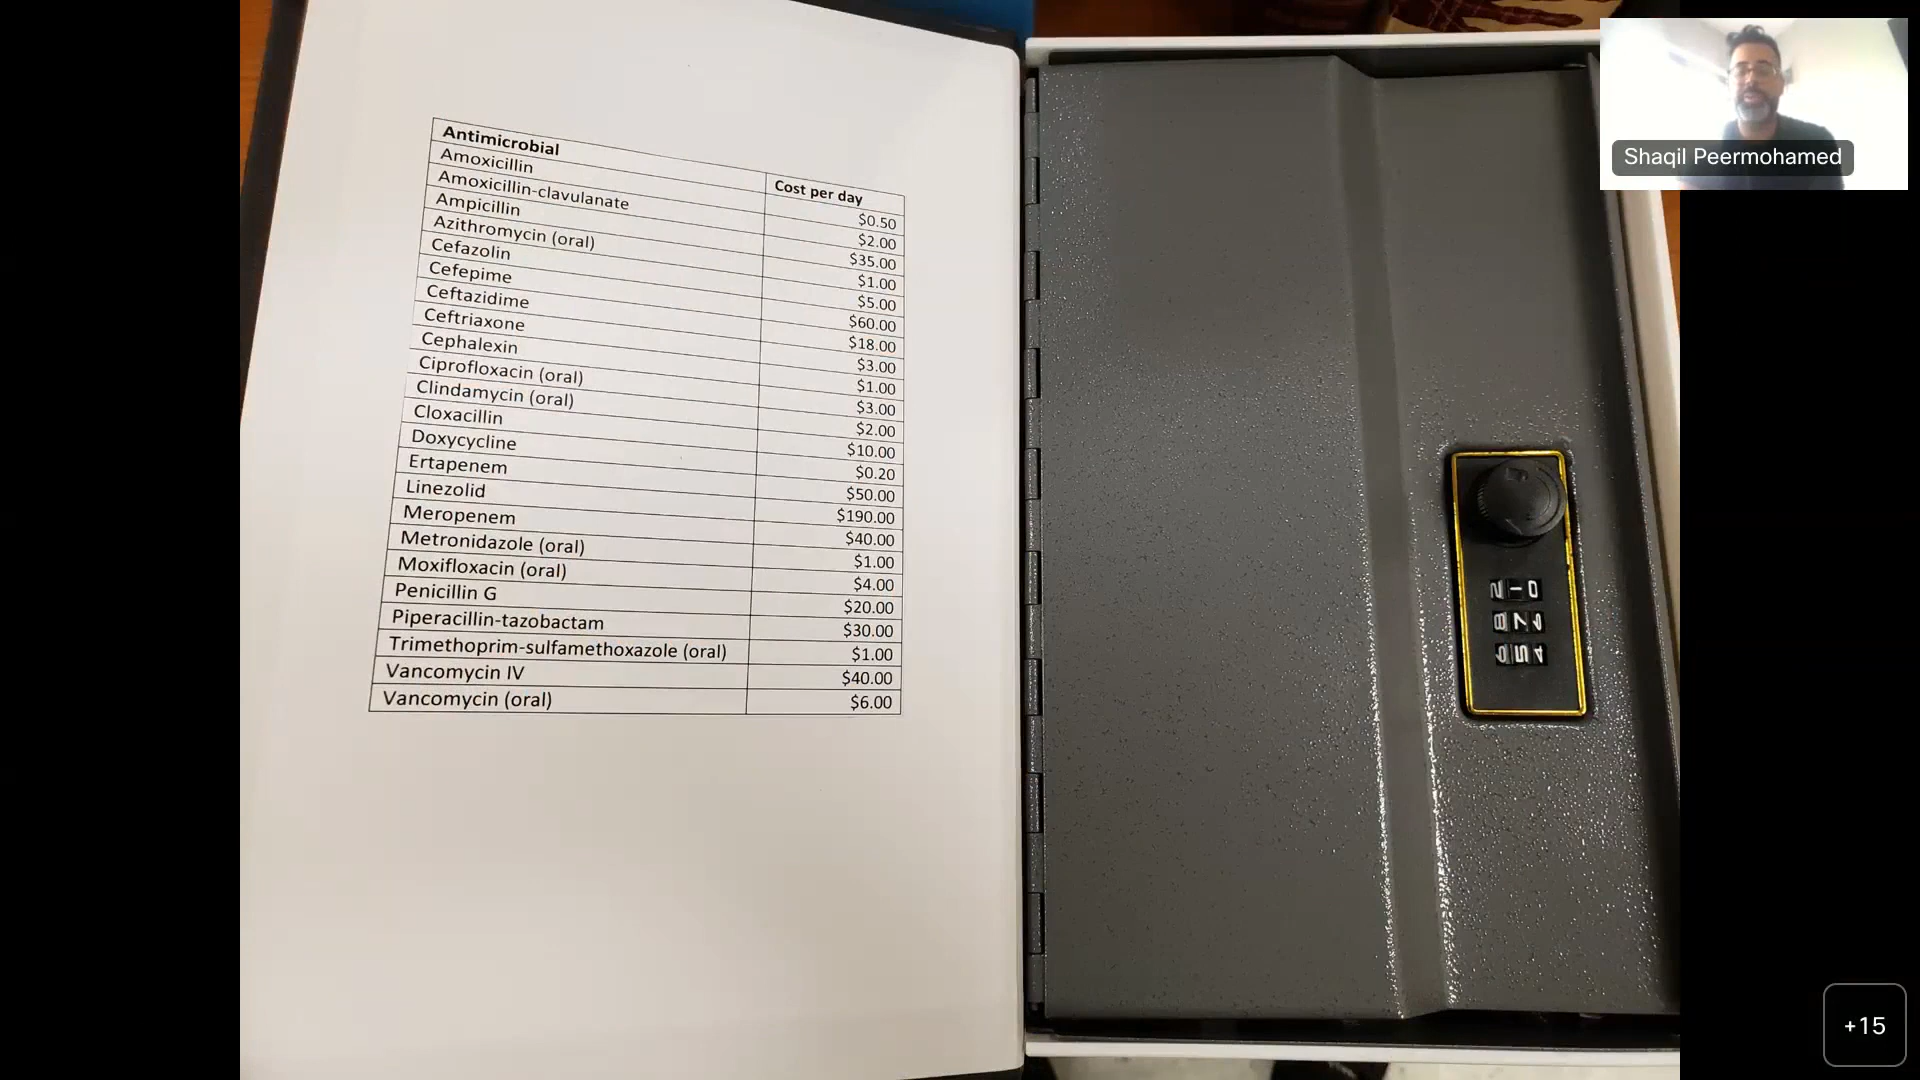 Antimicrobial Cost per day
Amoxicillin $0.50
Amoxicillin-clavulanate $2.00
Ampicillin $35.00
Azithromycin (oral) $1.00
Cefazolin $5.00
Cefepime $60.00
Ceftazidime $18.00
Ceftriaxone $3.00
Cephalexin $1.00
Ciprofloxacin (oral) $3.00
Clindamycin (oral) $2.00
Cloxacillin $10.00
Doxycycline $0.20
Ertapenem $50.00
Linezolid $190.00
Meropenem $40.00
Metronidazole (oral) $1.00
Moxifloxacin (oral) $4.00
Penicillin G $20.00
Piperacillin-tazobactam $30.00
Trimethoprim-sulfamethoxazole (oral) $1.00
Vancomycin IV $40.00
Vancomycin (oral) $6.00
Shaqil Peermohamed
+15